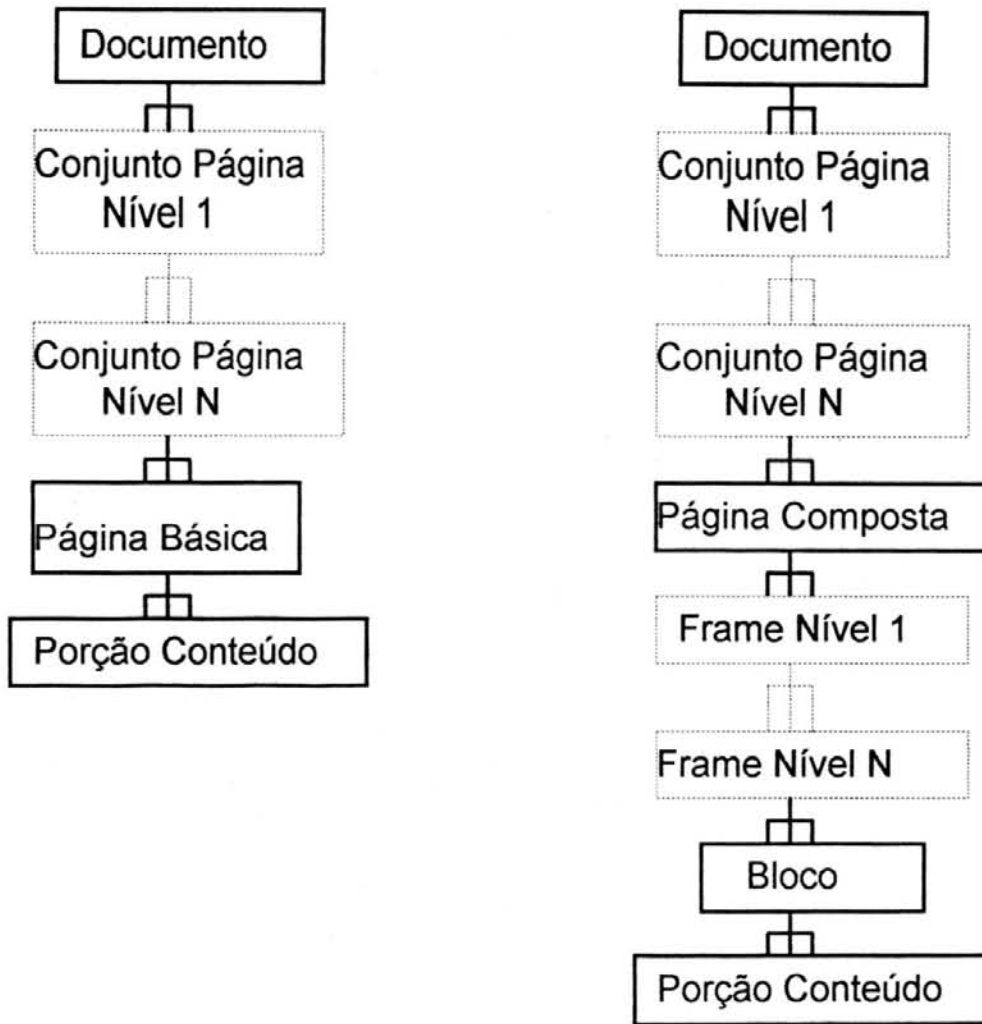 Documento
Conjunto Página
Nível 1
Conjunto Página
Nível N
Página Básica
Porção Conteúdo
Documento
Conjunto Página
Nível 1
Conjunto Página
Nível N
Página Composta
Frame Nível 1
Frame Nível N
Bloco
Porção Conteúdo